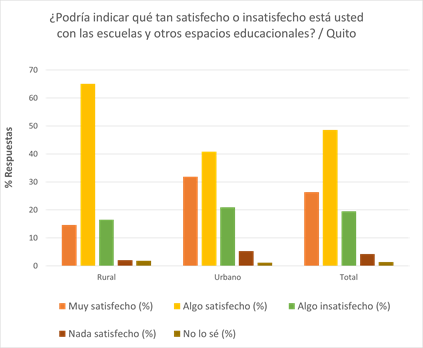 ¿Podría indicar qué tan satisfecho o insatisfecho está usted
con las escuelas y otros espacios educacionales? / Quito
% Respuestas
70
60
50
40
30
20
10
0
Rural
Urbano
Total
Muy satisfecho (%)
Algo satisfecho (%)
Algo insatisfecho (%)
Nada satisfecho (%)
No lo sé (%)